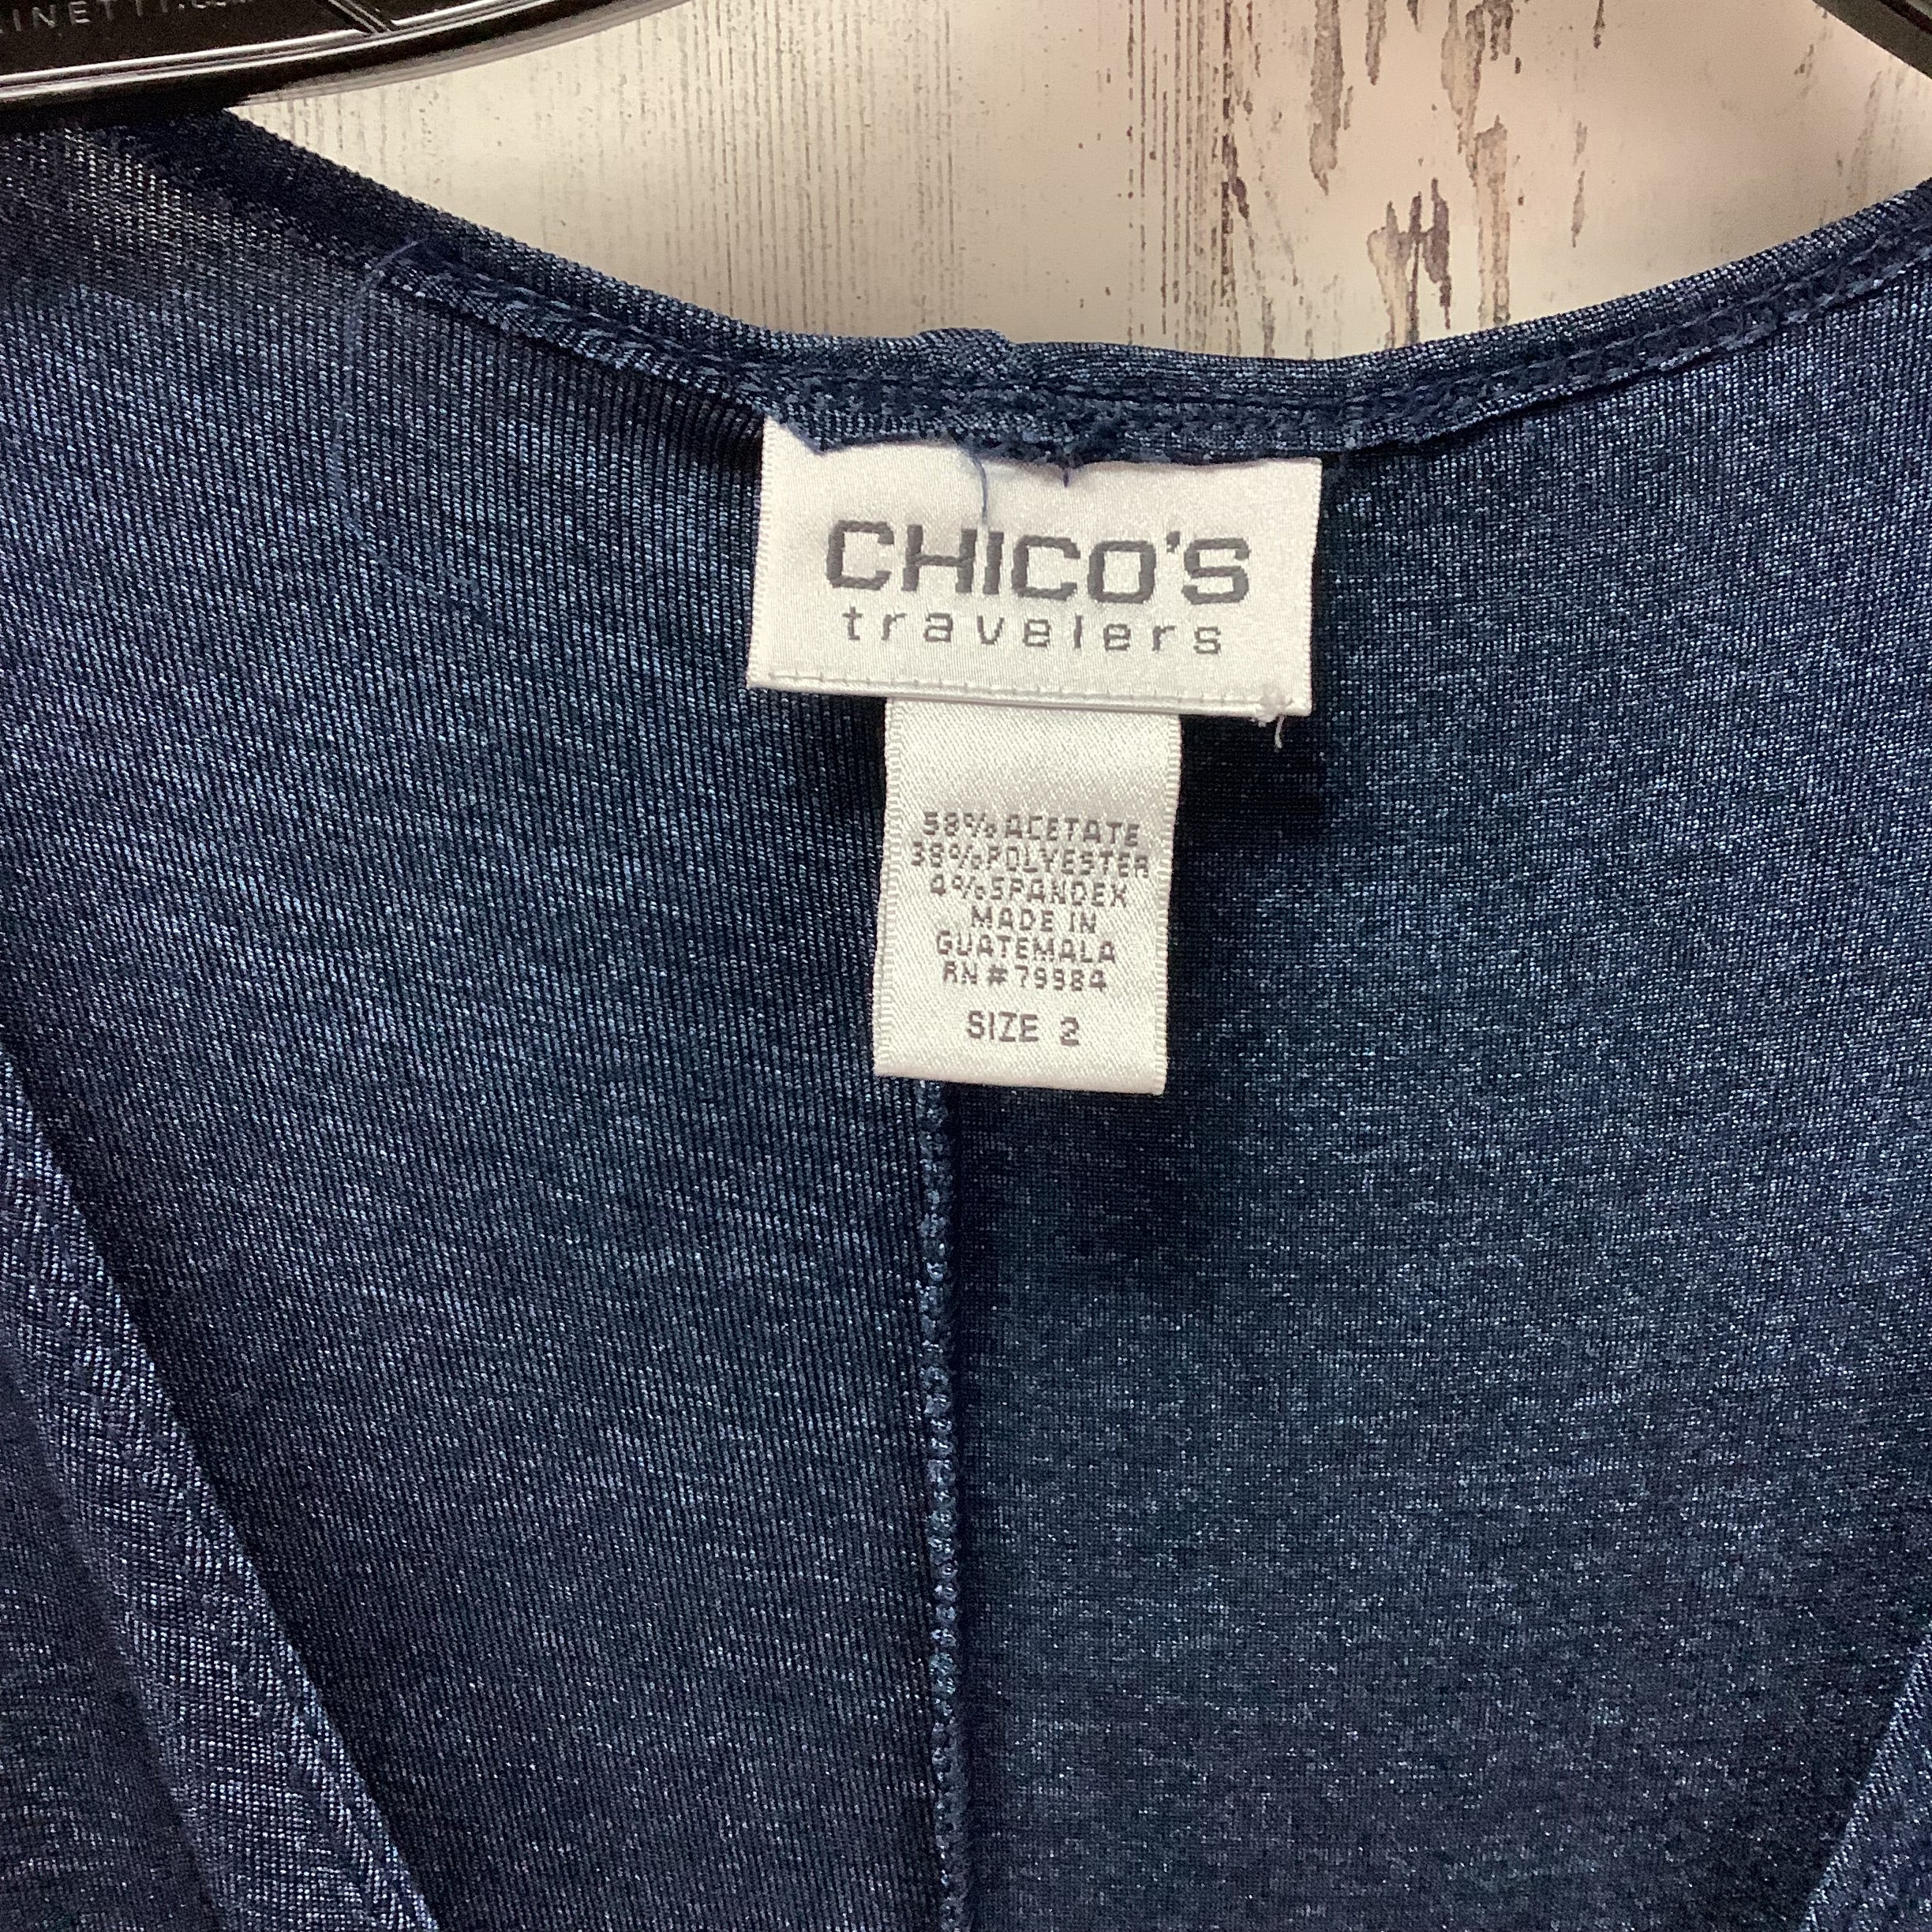 CHICO'S
travelers
58% ACETATE
38% POLYESTER
4% SPANDEX
MADE IN
GUATEMALA
RN # 79984
SIZE 2